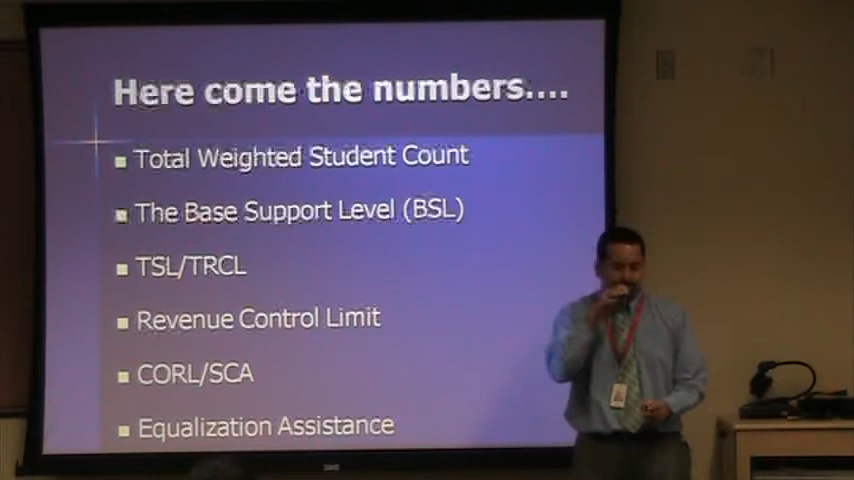 Here come the numbers....
Total Weighted Student Count
The Base Support Level (BSL)
TSL/TRCL
Revenue Control Limit
CORL/SCA
Equalization Assistance